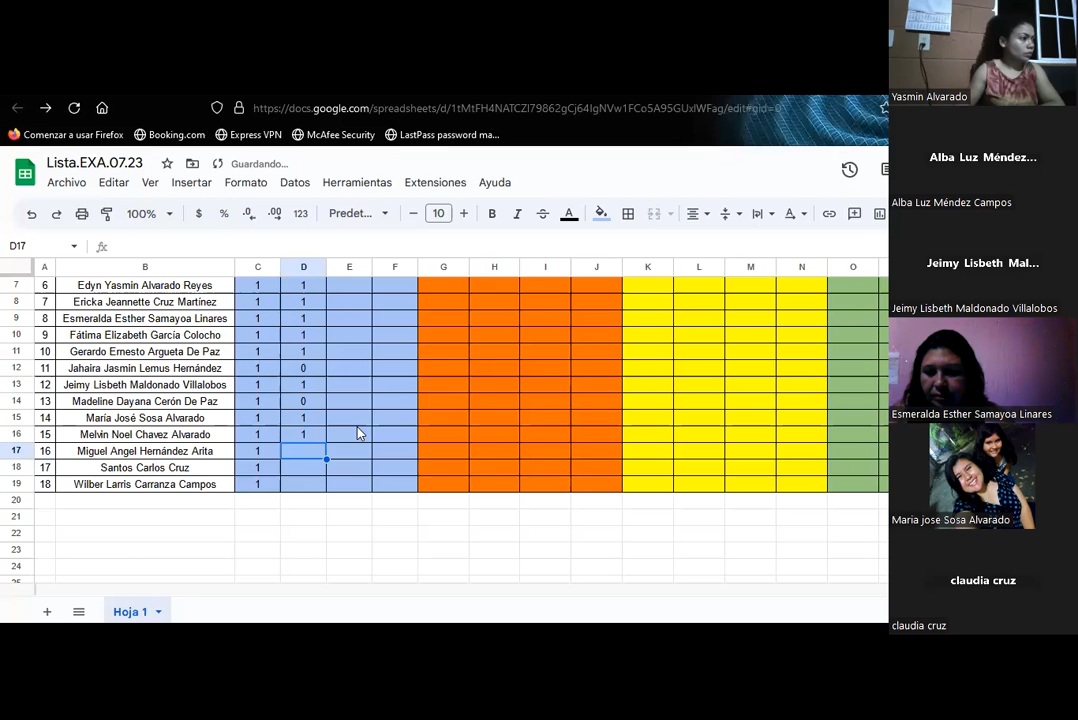 https://docs.google.com/spreadsheets/d/1tMtFH4NATCZI79862gCj64IgNVw1FCo5A95GUxlWFag/edit#gid=0
Comenzar a usar Firefox Booking.com Express VPN McAfee Security LastPass password ma...
Lista.EXA.07.23 Guardando...
Archivo Editar Ver Insertar Formato Datos Herramientas Extensiones Ayuda
100% $ % .0 .00 123 Predet... 10 B I A
D17 fx
A B C D E F G H I J K L M N O
7 6 Edyn Yasmin Alvarado Reyes 1 1
8 7 Ericka Jeannette Cruz Martínez 1 1
9 8 Esmeralda Esther Samayoa Linares 1 1
10 9 Fátima Elizabeth García Colocho 1 1
11 10 Gerardo Ernesto Argueta De Paz 1 1
12 11 Jahaira Jasmin Lemus Hernández 1 0
13 12 Jeimy Lisbeth Maldonado Villalobos 1 1
14 13 Madeline Dayana Cerón De Paz 1 0
15 14 María José Sosa Alvarado 1 1
16 15 Melvin Noel Chavez Alvarado 1 1
17 16 Miguel Angel Hernández Arita 1
18 17 Santos Carlos Cruz 1
19 18 Wilber Larris Carranza Campos 1
20
21
22
23
24
25
Hoja 1
Yasmin Alvarado
Alba Luz Méndez...
Alba Luz Méndez Campos
Jeimy Lisbeth Mal...
Jeimy Lisbeth Maldonado Villalobos
Esmeralda Esther Samayoa Linares
Maria jose Sosa Alvarado
claudia cruz
claudia cruz